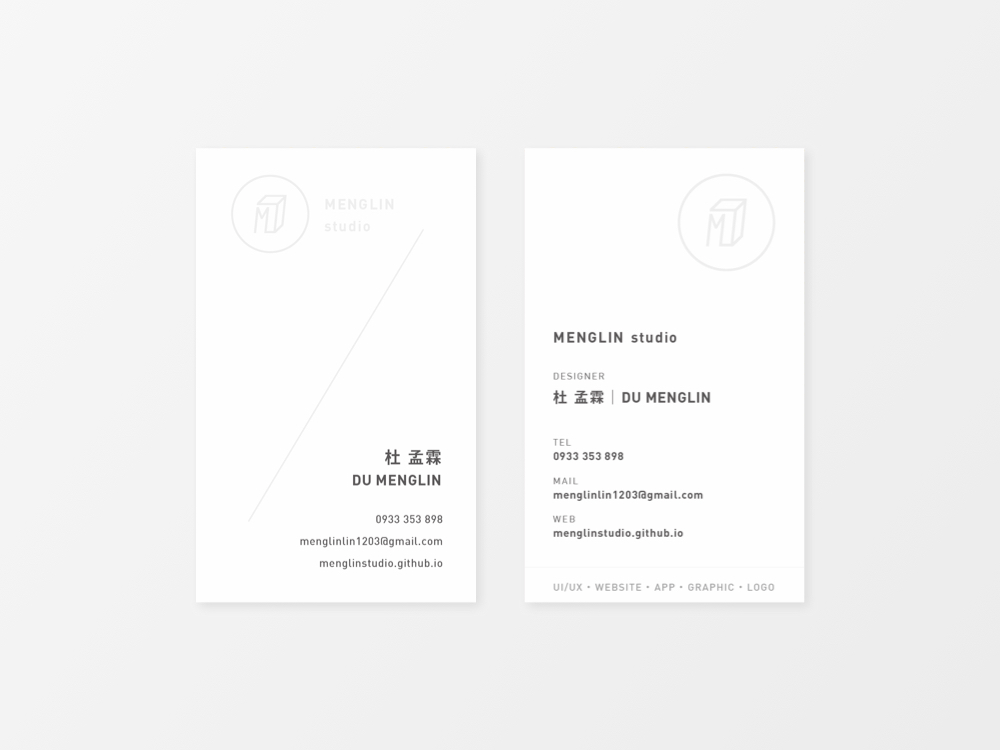 MENGLIN
studio
杜 孟霖
DU MENGLIN
0933 353 898
menglinlin1203@gmail.com
menglinstudio.github.io
MENGLIN studio
DESIGNER
杜 孟霖｜DU MENGLIN
TEL
0933 353 898
MAIL
menglinlin1203@gmail.com
WEB
menglinstudio.github.io
UI/UX • WEBSITE • APP • GRAPHIC • LOGO